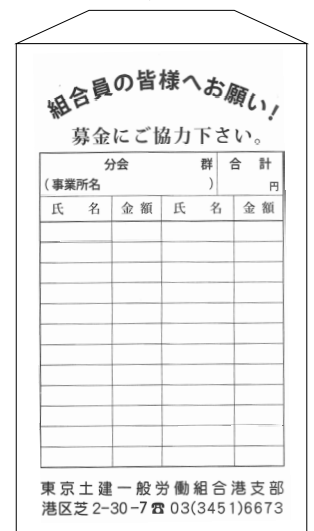 組合員の皆様へお願い!
募金にご協力下さい。
分会 群 合計
(事業所名 ) 円
氏名 金額 氏名 金額
東京土建一般労働組合港支部
港区芝2-30-7☎03(3451)6673